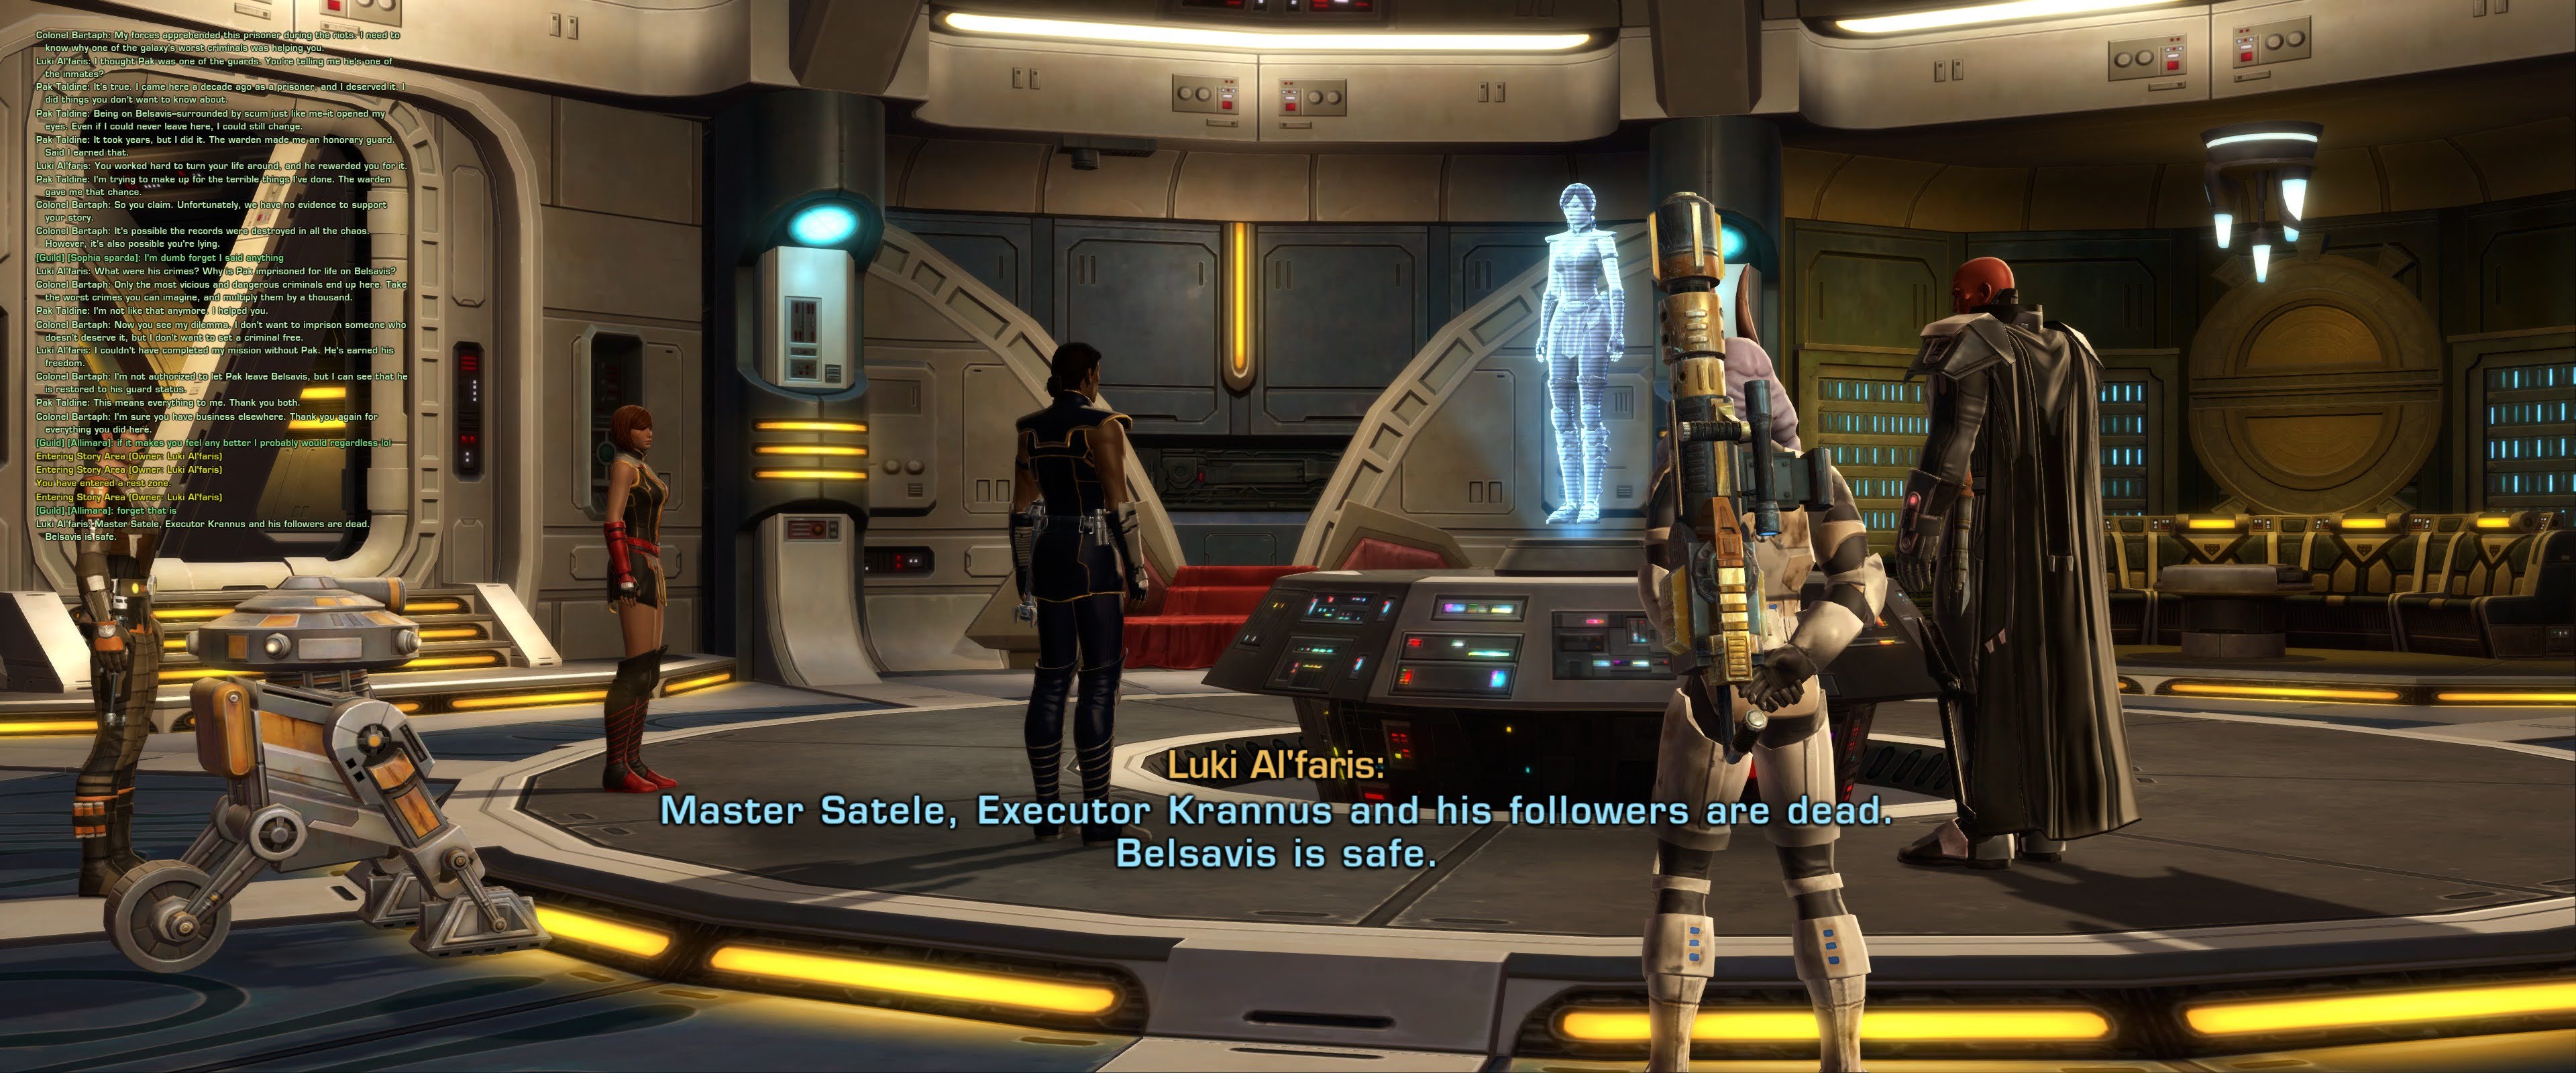 Colonel Bartaph: My forces apprehended this prisoner during the riots. I need to
know why one of the galaxy's worst criminals was helping you.
Luki Al'faris: I thought Pak was one of the guards. You're telling me he's one of
the inmates?
Pak Taldine: It's true. I came here a decade ago as a prisoner, and I deserved it. I
did things you don't want to know about.
Pak Taldine: Being on Belsavis–surrounded by scum just like me–it opened my
eyes. Even if I could never leave here, I could still change.
Pak Taldine: It took years, but I did it. The warden made me an honorary guard.
Said I earned that.
Luki Al'faris: You worked hard to turn your life around, and he rewarded you for it.
Pak Taldine: I'm trying to make up for the terrible things I've done. The warden
gave me that chance.
Colonel Bartaph: So you claim. Unfortunately, we have no evidence to support
your story.
Colonel Bartaph: It's possible the records were destroyed in all the chaos.
However, it's also possible you're lying.
[Guild] [Sophia sparda]: I'm dumb forget I said anything
Luki Al'faris: What were his crimes? Why is Pak imprisoned for life on Belsavis?
Colonel Bartaph: Only the most vicious and dangerous criminals end up here. Take
the worst crimes you can imagine, and multiply them by a thousand.
Pak Taldine: I'm not like that anymore. I helped you.
Colonel Bartaph: Now you see my dilemma. I don't want to imprison someone who
doesn't deserve it, but I don't want to set a criminal free.
Luki Al'faris: I couldn't have completed my mission without Pak. He's earned his
freedom.
Colonel Bartaph: I'm not authorized to let Pak leave Belsavis, but I can see that he
is restored to his guard status.
Pak Taldine: This means everything to me. Thank you both.
Colonel Bartaph: I'm sure you have business elsewhere. Thank you again for
everything you did here.
[Guild] [Allimara]: if it makes you feel any better I probably would regardless lol
Entering Story Area (Owner: Luki Al'faris)
Entering Story Area (Owner: Luki Al'faris)
You have entered a rest zone.
Entering Story Area (Owner: Luki Al'faris)
[Guild] [Allimara]: forget that is
Luki Al'faris: Master Satele, Executor Krannus and his followers are dead.
Belsavis is safe.
Luki Al'faris:
Master Satele, Executor Krannus and his followers are dead.
Belsavis is safe.